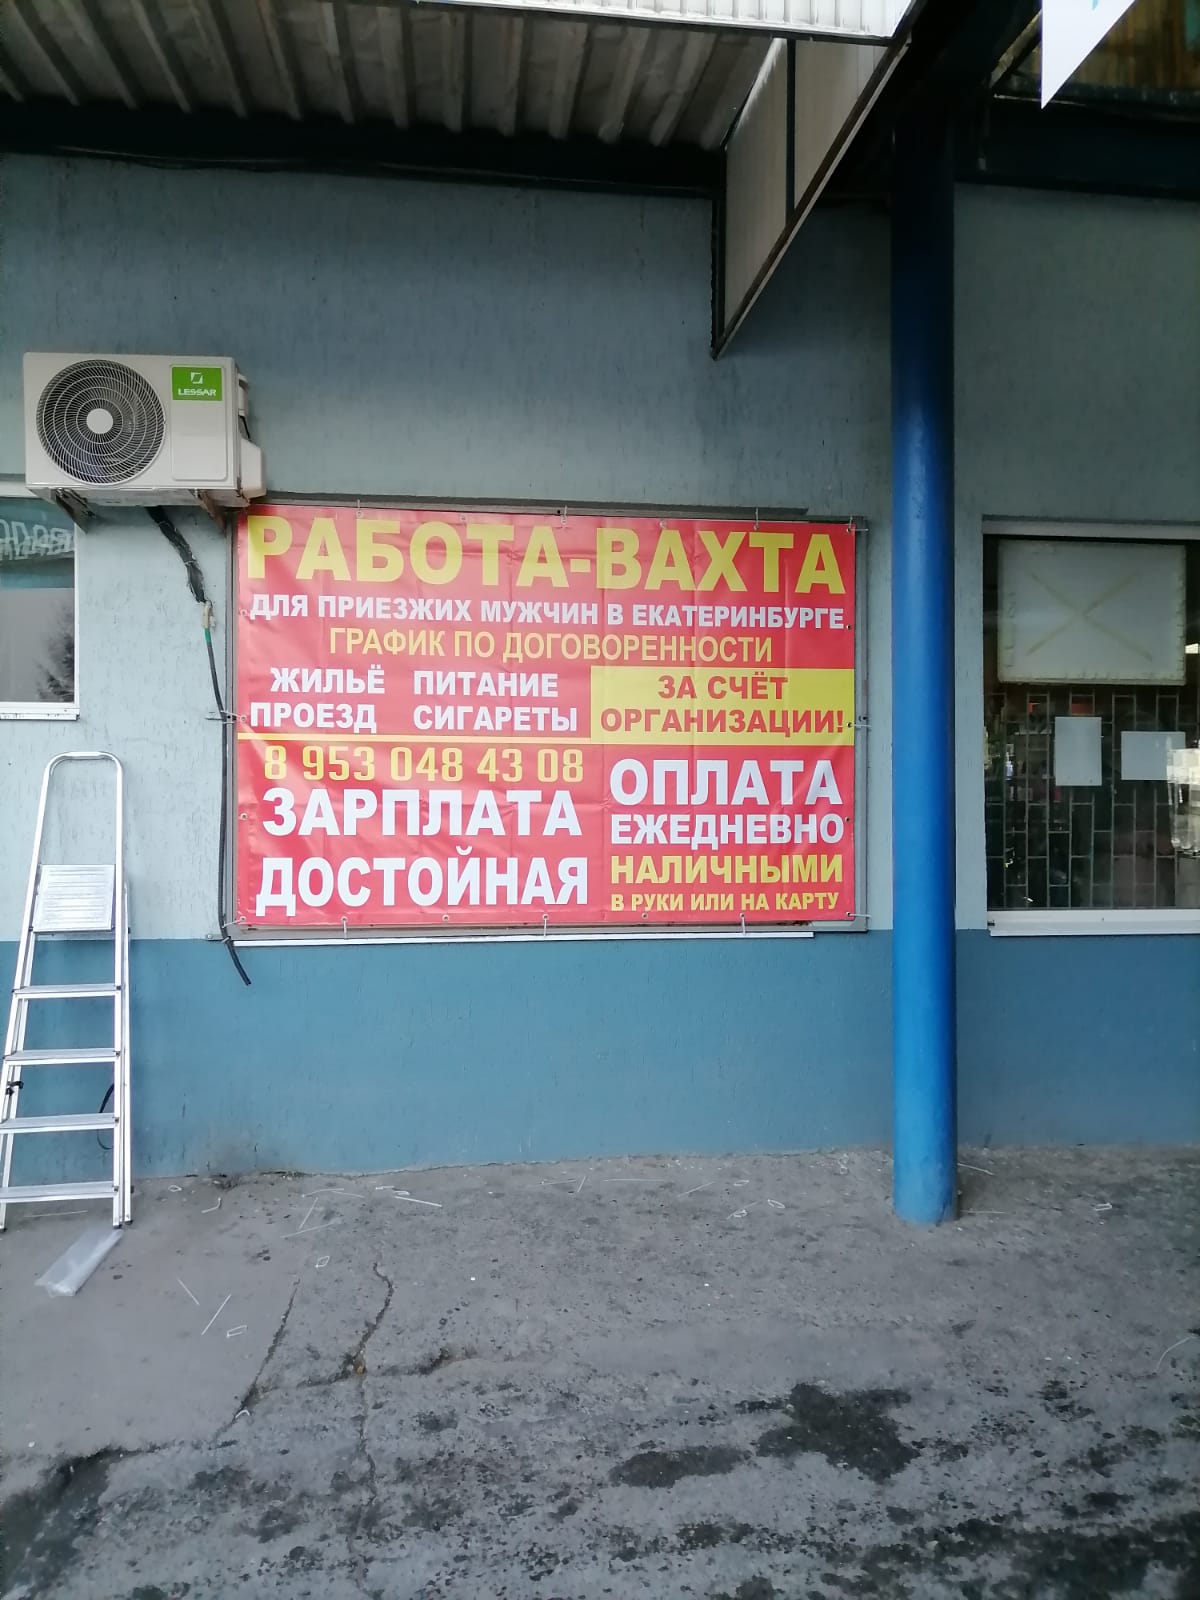 LESSAR
РАБОТА-ВАХТА
ДЛЯ ПРИЕЗЖИХ МУЖЧИН В ЕКАТЕРИНБУРГЕ
ГРАФИК ПО ДОГОВОРЕННОСТИ
ЖИЛЬЁ ПИТАНИЕ
ПРОЕЗД СИГАРЕТЫ
ЗА СЧЁТ
ОРГАНИЗАЦИИ!
8 953 048 43 08
ЗАРПЛАТА
ДОСТОЙНАЯ
ОПЛАТА
ЕЖЕДНЕВНО
НАЛИЧНЫМИ
В РУКИ ИЛИ НА КАРТУ